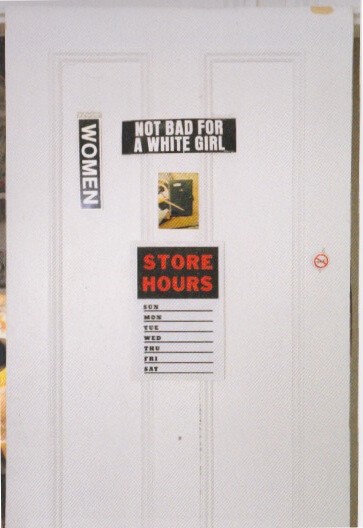 WOMEN
NOT BAD FOR
A WHITE GIRL
STORE
HOURS
SUN
MON
TUE
WED
THU
FRI
SAT